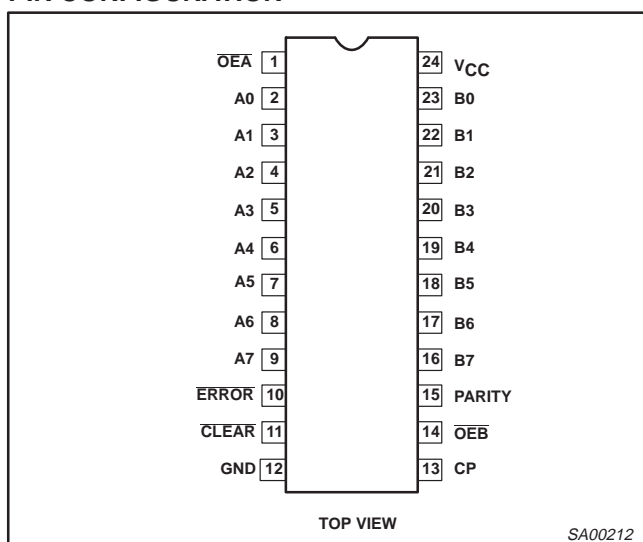 OEA 1 24 VCC
A0 2 23 B0
A1 3 22 B1
A2 4 21 B2
A3 5 20 B3
A4 6 19 B4
A5 7 18 B5
A6 8 17 B6
A7 9 16 B7
ERROR 10 15 PARITY
CLEAR 11 14 OEB
GND 12 13 CP
TOP VIEW
SA00212